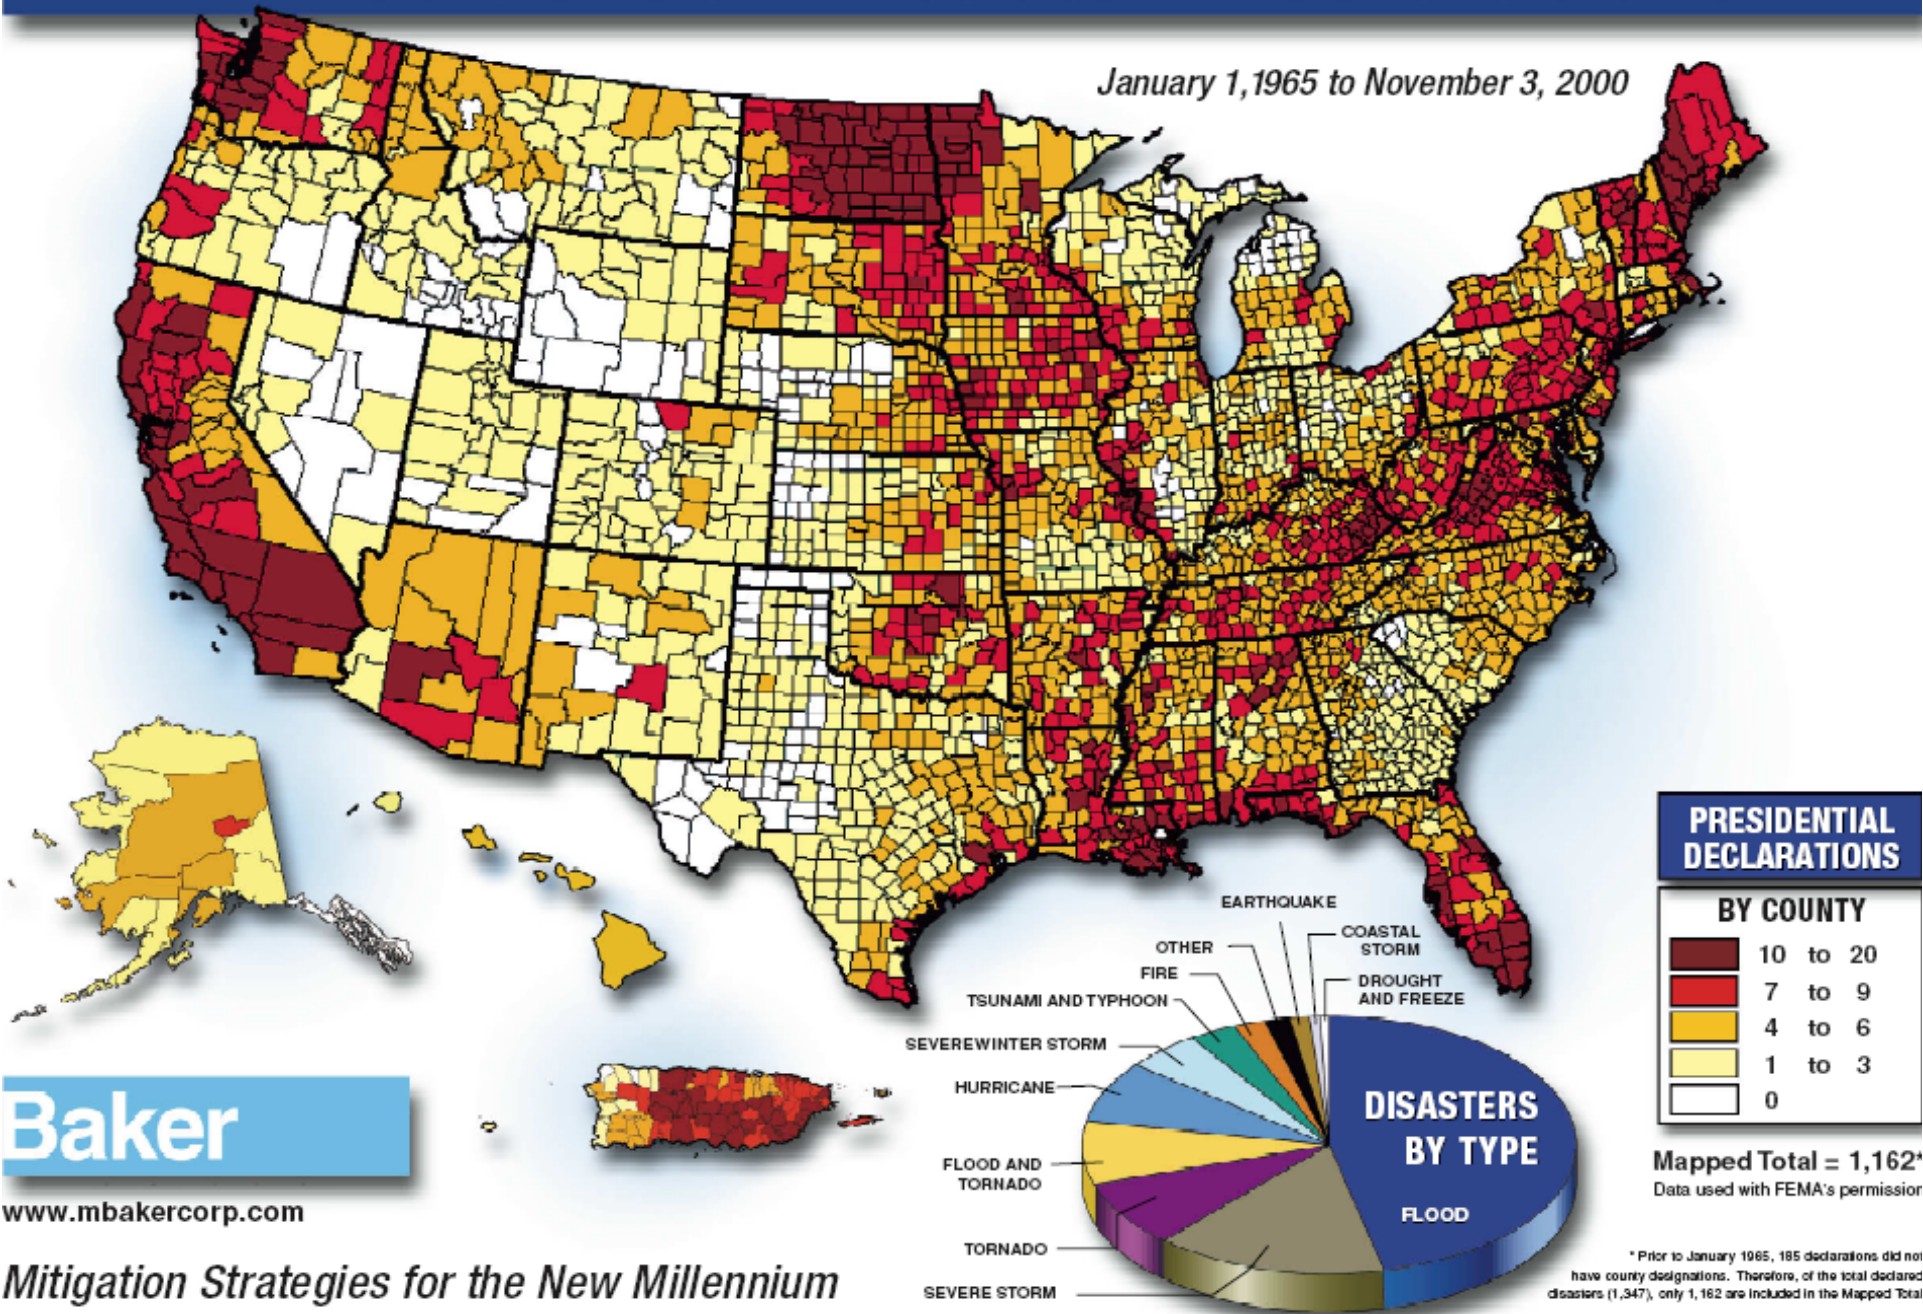 January 1,1965 to November 3, 2000
PRESIDENTIAL
DECLARATIONS
BY COUNTY
10 to 20
7 to 9
4 to 6
1 to 3
0
Mapped Total = 1,162*
Data used with FEMA's permission
* Prior to January 1965, 185 declarations did not
have county designations. Therefore, of the total declared
disasters (1,347), only 1,162 are included in the Mapped Total
EARTHQUAKE
COASTAL
STORM
OTHER
FIRE
DROUGHT
AND FREEZE
TSUNAMI AND TYPHOON
SEVEREWINTER STORM
HURRICANE
DISASTERS
BY TYPE
FLOOD AND
TORNADO
FLOOD
TORNADO
SEVERE STORM
Baker
www.mbakercorp.com
Mitigation Strategies for the New Millennium